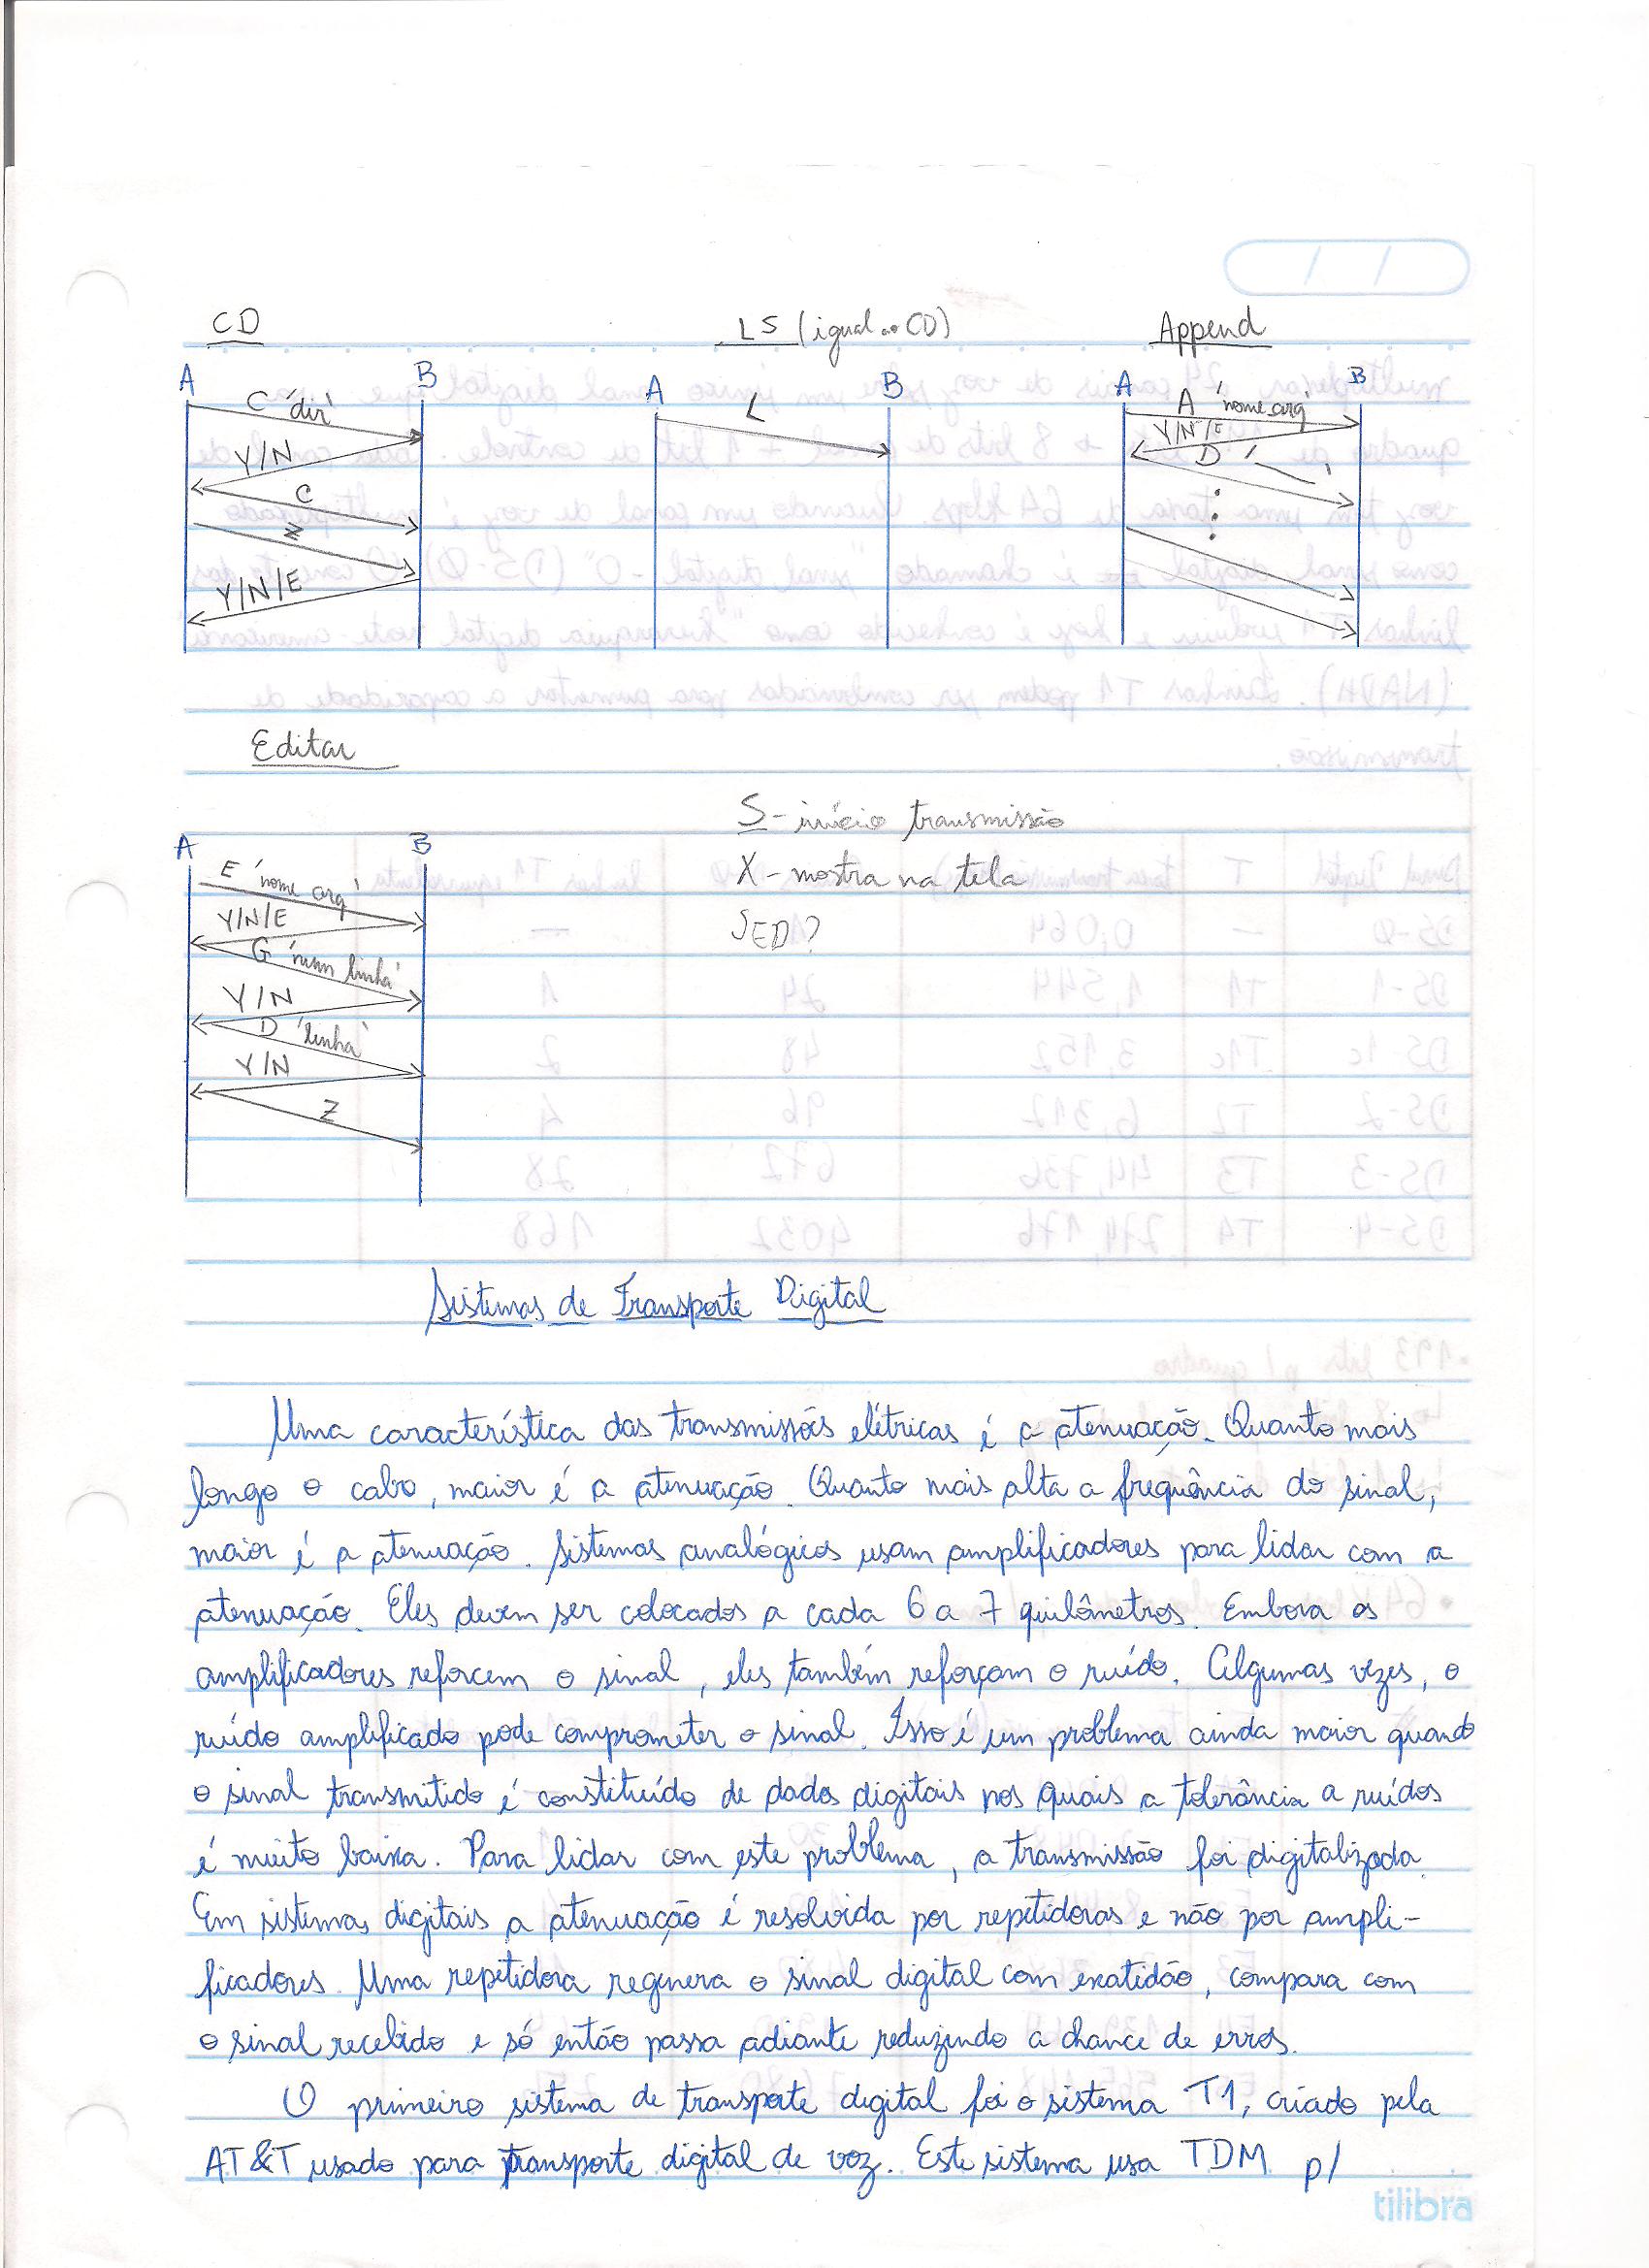 CD
LS (igual ao CD)
Append
A B
C 'dir'
Y/N
C
Z
Y/N/E
A B
L
A B
A 'nome_arq'
Y/N/E
D '——'
Editar
A B
E 'nome arq'
Y/N/E
G 'num linha'
Y/N
D 'linha'
Y/N
Z
S - início transmissão
X - mostra na tela
SED?
Sistemas de Transporte Digital
Uma característica das transmissões elétricas é a atenuação. Quanto mais
longo o cabo, maior é a atenuação. Quanto mais alta a frequência do sinal,
maior é a atenuação. Sistemas analógicos usam amplificadores para lidar com a
atenuação. Eles devem ser colocados a cada 6 a 7 quilômetros. Embora os
amplificadores reforcem o sinal, eles também reforçam o ruído. Algumas vezes, o
ruído amplificado pode comprometer o sinal. Isso é um problema ainda maior quando
o sinal transmitido é constituído de dados digitais nos quais a tolerância a ruídos
é muito baixa. Para lidar com este problema, a transmissão foi digitalizada.
Em sistemas digitais a atenuação é resolvida por repetidoras e não por ampli-
ficadores. Uma repetidora regenera o sinal digital com exatidão, compara com
o sinal recebido e só então passa adiante reduzindo a chance de erros.
O primeiro sistema de transporte digital foi o sistema T1, criado pela
AT&T usado para transporte digital de voz. Este sistema usa TDM p/
tilibra